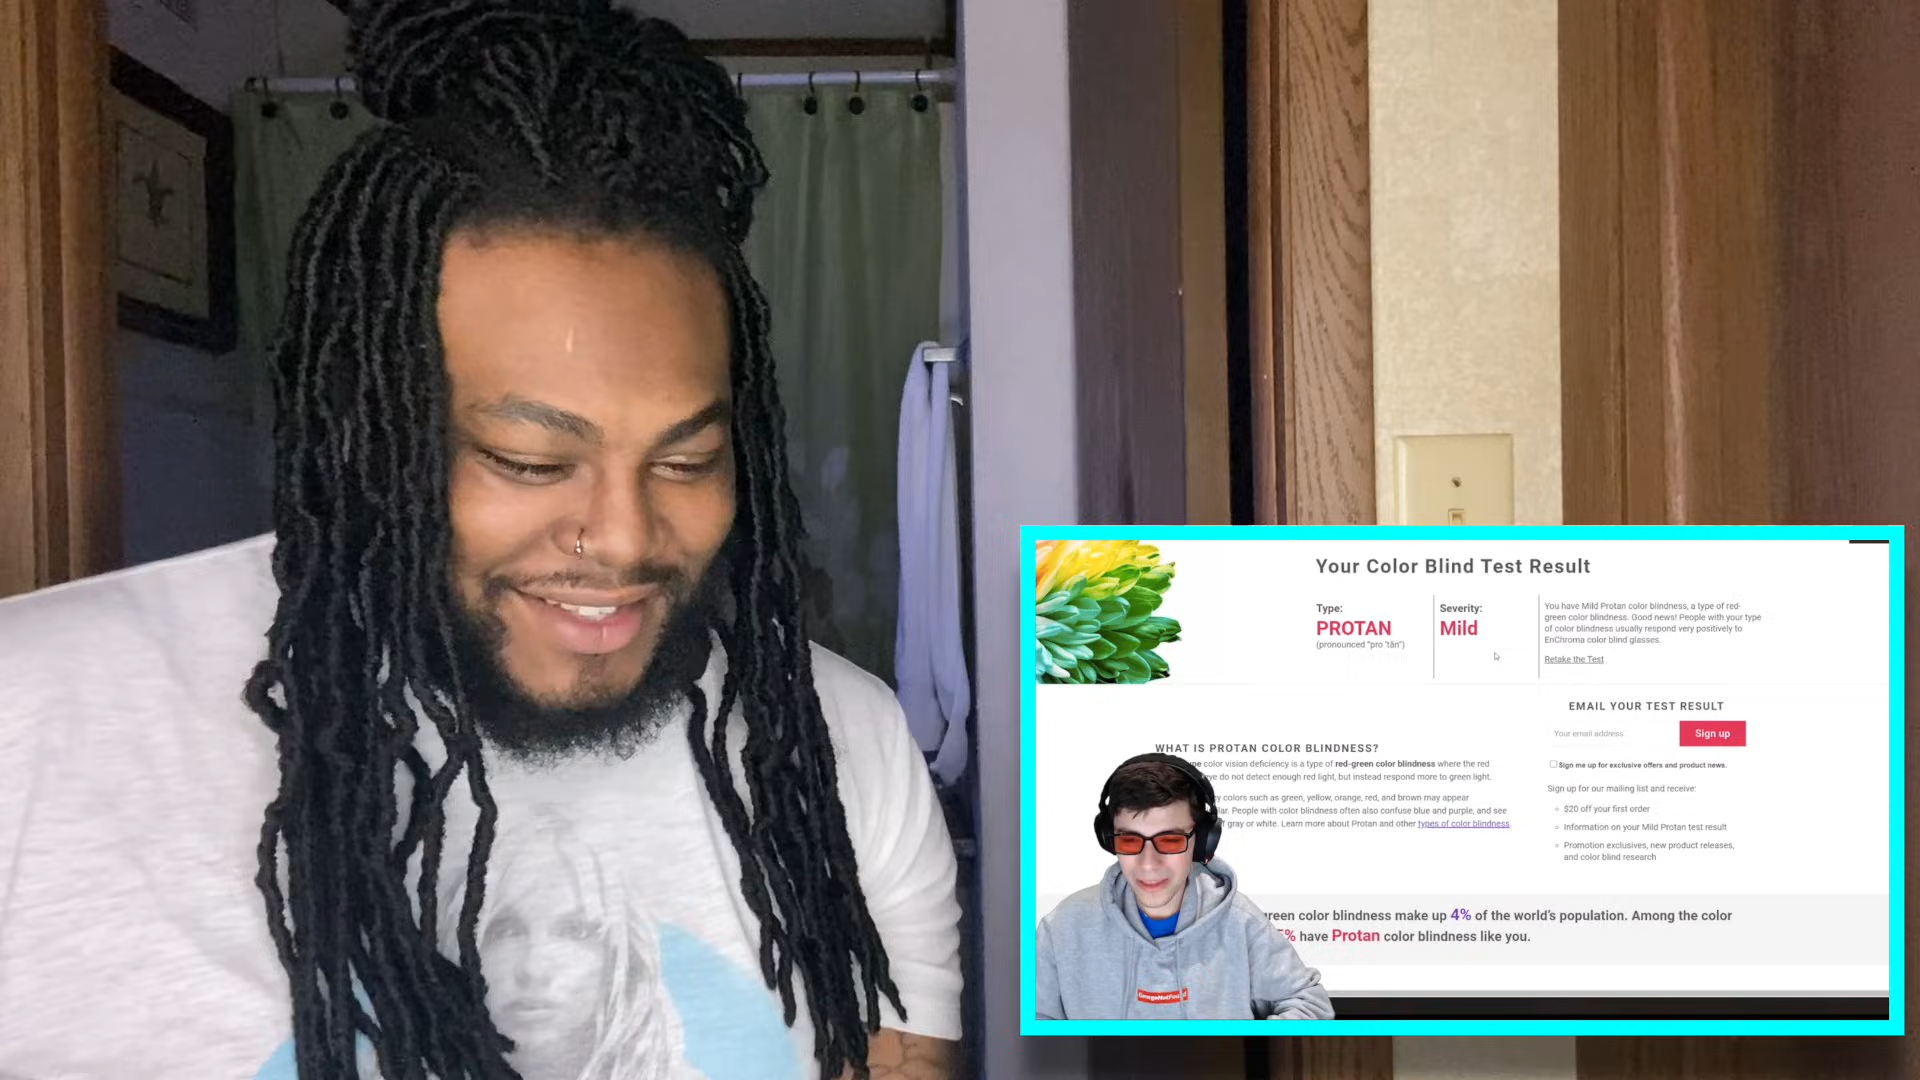 Your Color Blind Test Result
Type:
PROTAN
(pronounced "pro 'tän")
Severity:
Mild
You have Mild Protan color blindness, a type of red-
green color blindness. Good news! People with your type
of color blindness usually respond very positively to
EnChroma color blind glasses.
Retake the Test
EMAIL YOUR TEST RESULT
Your email address
Sign up
Sign me up for exclusive offers and product news.
Sign up for our mailing list and receive:
$20 off your first order
Information on your Mild Protan test result
Promotion exclusives, new product releases,
and color blind research
WHAT IS PROTAN COLOR BLINDNESS?
color vision deficiency is a type of red-green color blindness where the red
do not detect enough red light, but instead respond more to green light.
colors such as green, yellow, orange, red, and brown may appear
People with color blindness often also confuse blue and purple, and see
gray or white. Learn more about Protan and other types of color blindness.
color blindness make up 4% of the world's population. Among the color
have Protan color blindness like you.